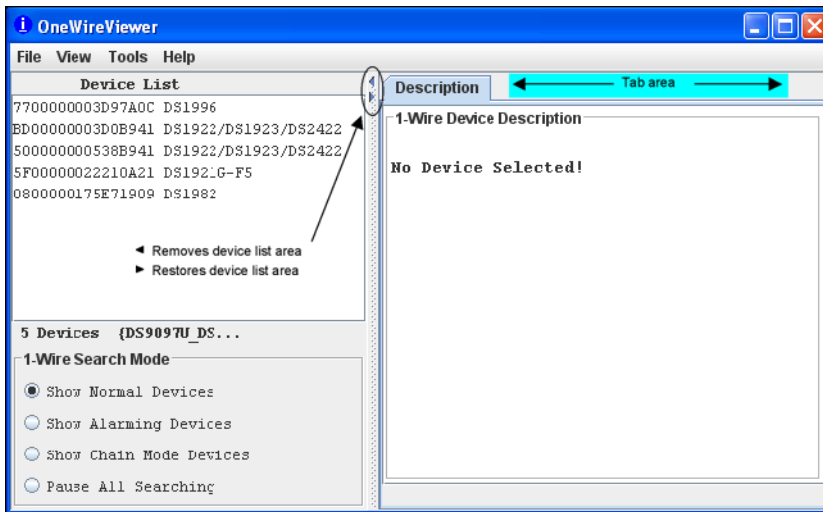 OneWireViewer
File View Tools Help
Device List
7700000003D97A0C DS1996
BD00000003D0B941 DS1922/DS1923/DS2422
500000000538B941 DS1922/DS1923/DS2422
5F00000022210A21 DS1921G-F5
0800000175E71909 DS1982
◄ Removes device list area
► Restores device list area
5 Devices {DS9097U_DS...
1-Wire Search Mode
Show Normal Devices
Show Alarming Devices
Show Chain Mode Devices
Pause All Searching
Description
Tab area
1-Wire Device Description
No Device Selected!